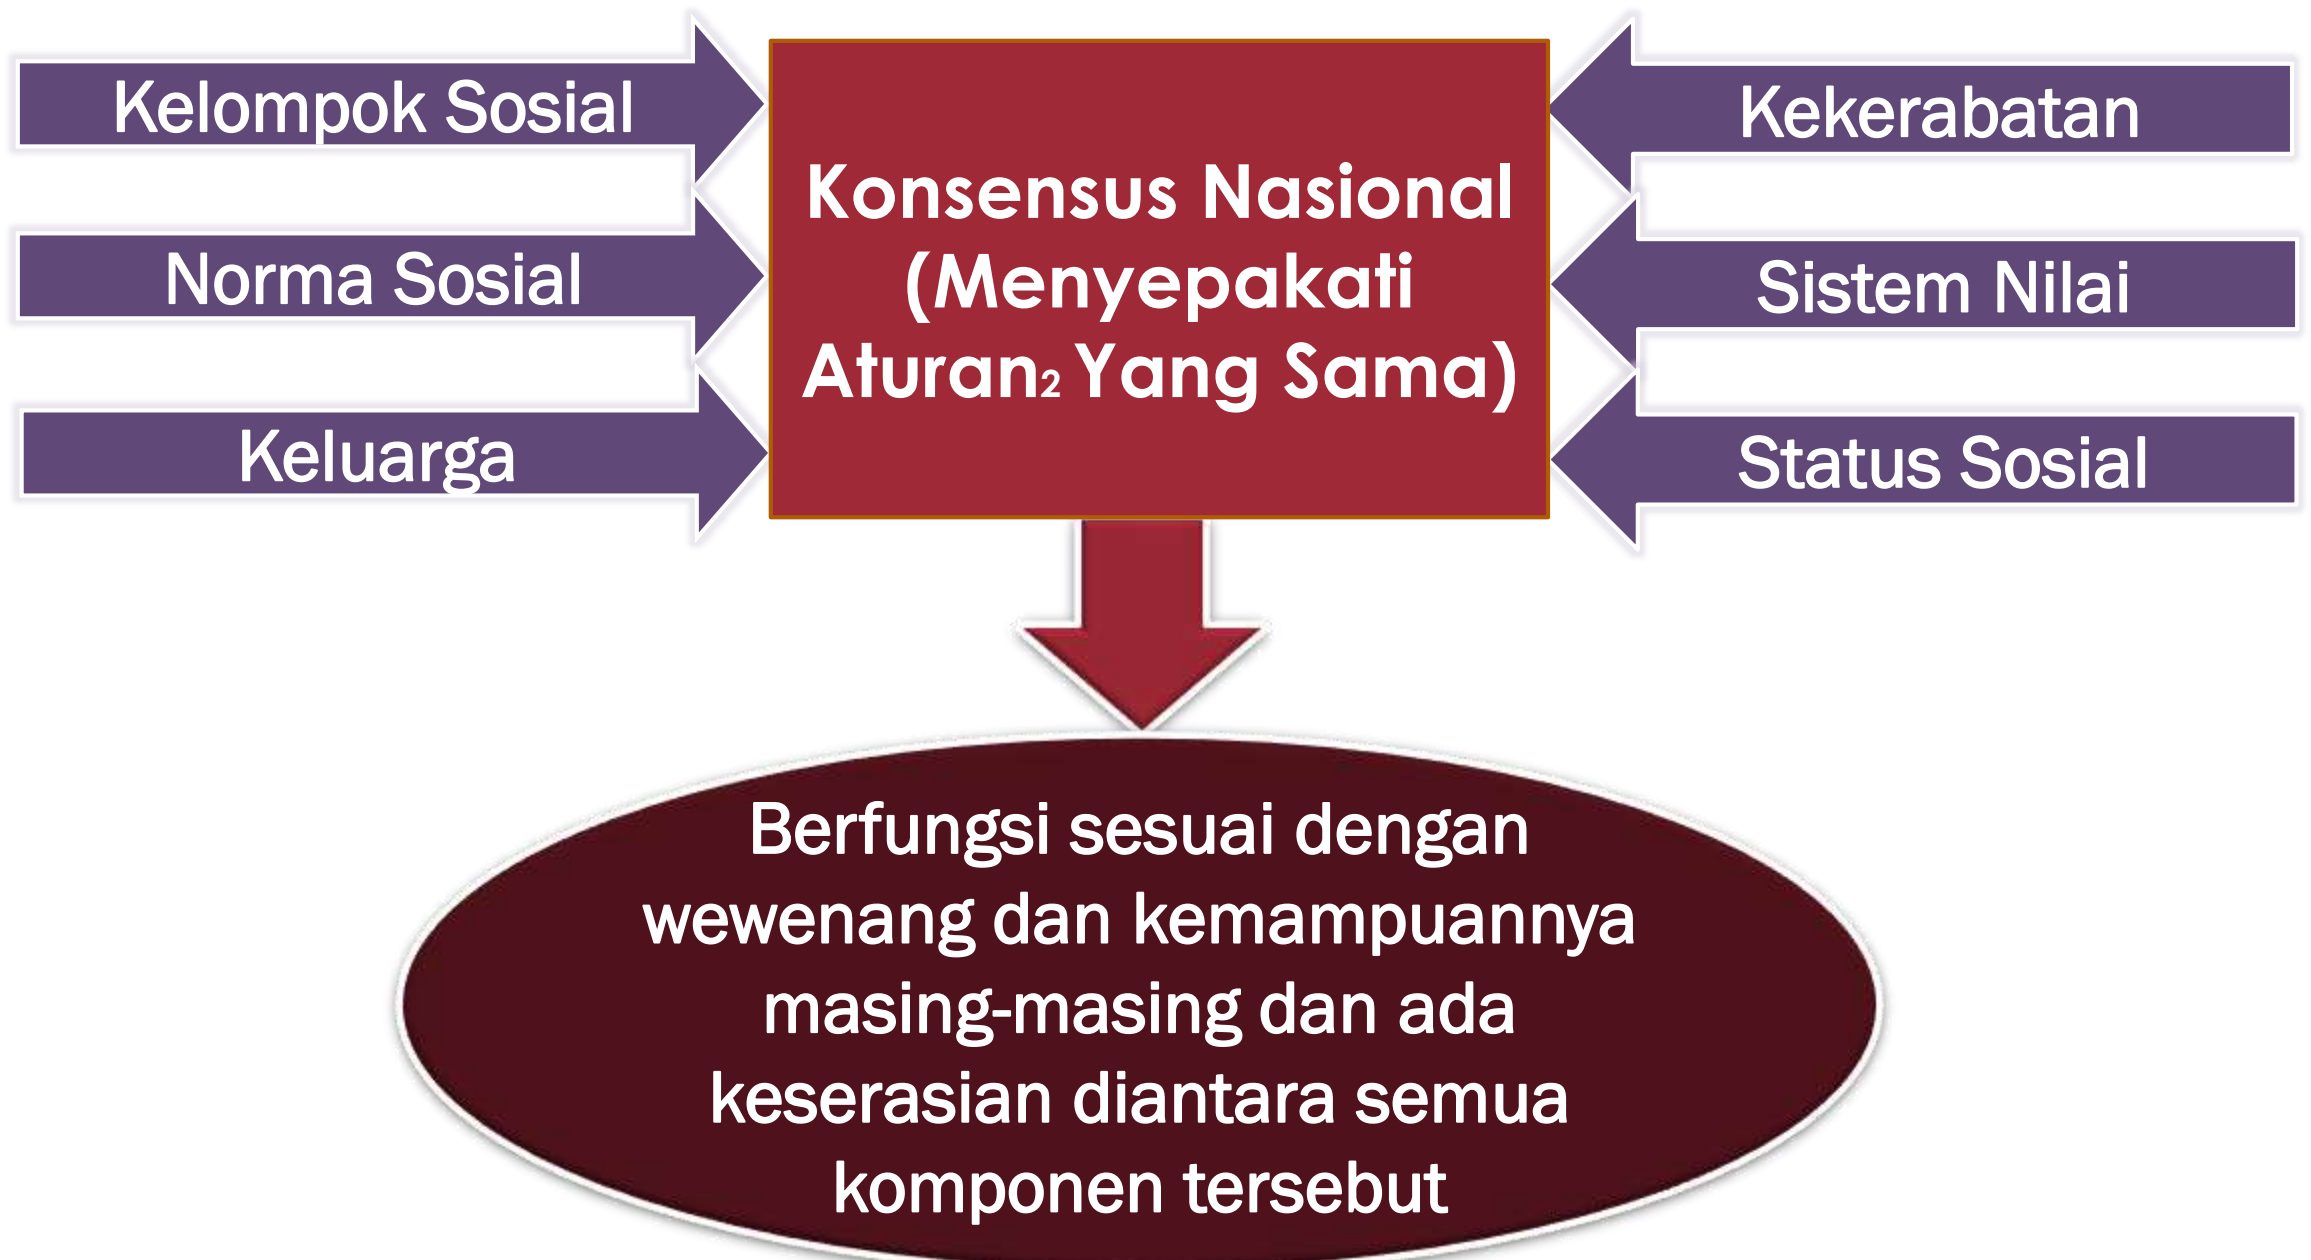 Kelompok Sosial
Norma Sosial
Keluarga
Konsensus Nasional
(Menyepakati
Aturan₂ Yang Sama)
Kekerabatan
Sistem Nilai
Status Sosial
Berfungsi sesuai dengan
wewenang dan kemampuannya
masing-masing dan ada
keserasian diantara semua
komponen tersebut